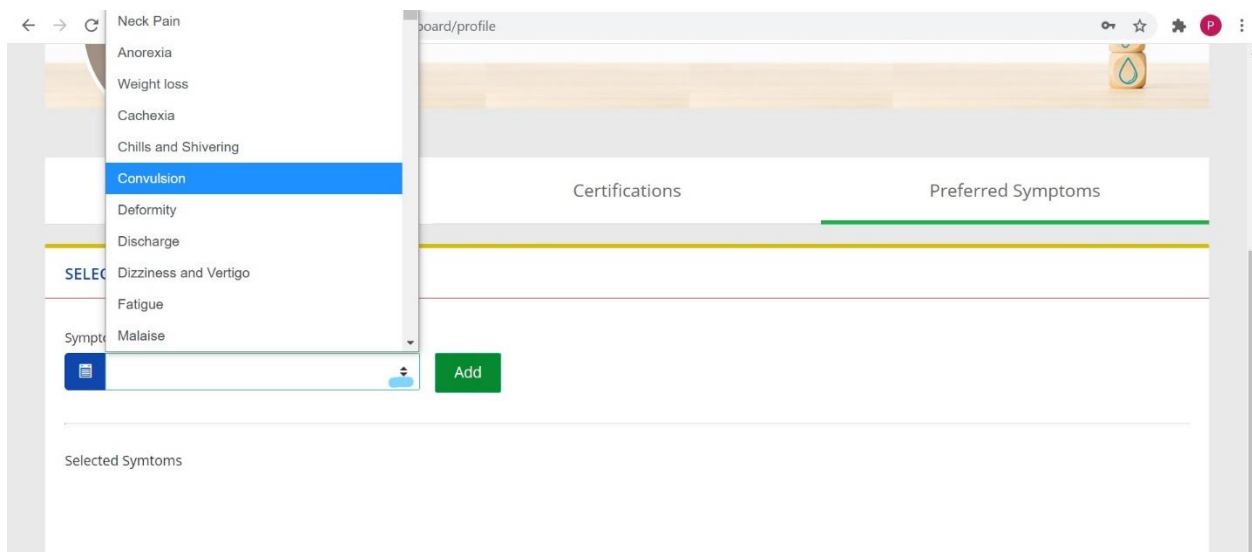 Neck Pain
board/profile
P
Anorexia
Weight loss
Cachexia
Chills and Shivering
Convulsion
Certifications
Preferred Symptoms
Deformity
Discharge
SELEC
Dizziness and Vertigo
Fatigue
Sympto
Malaise
Add
Selected Symtoms